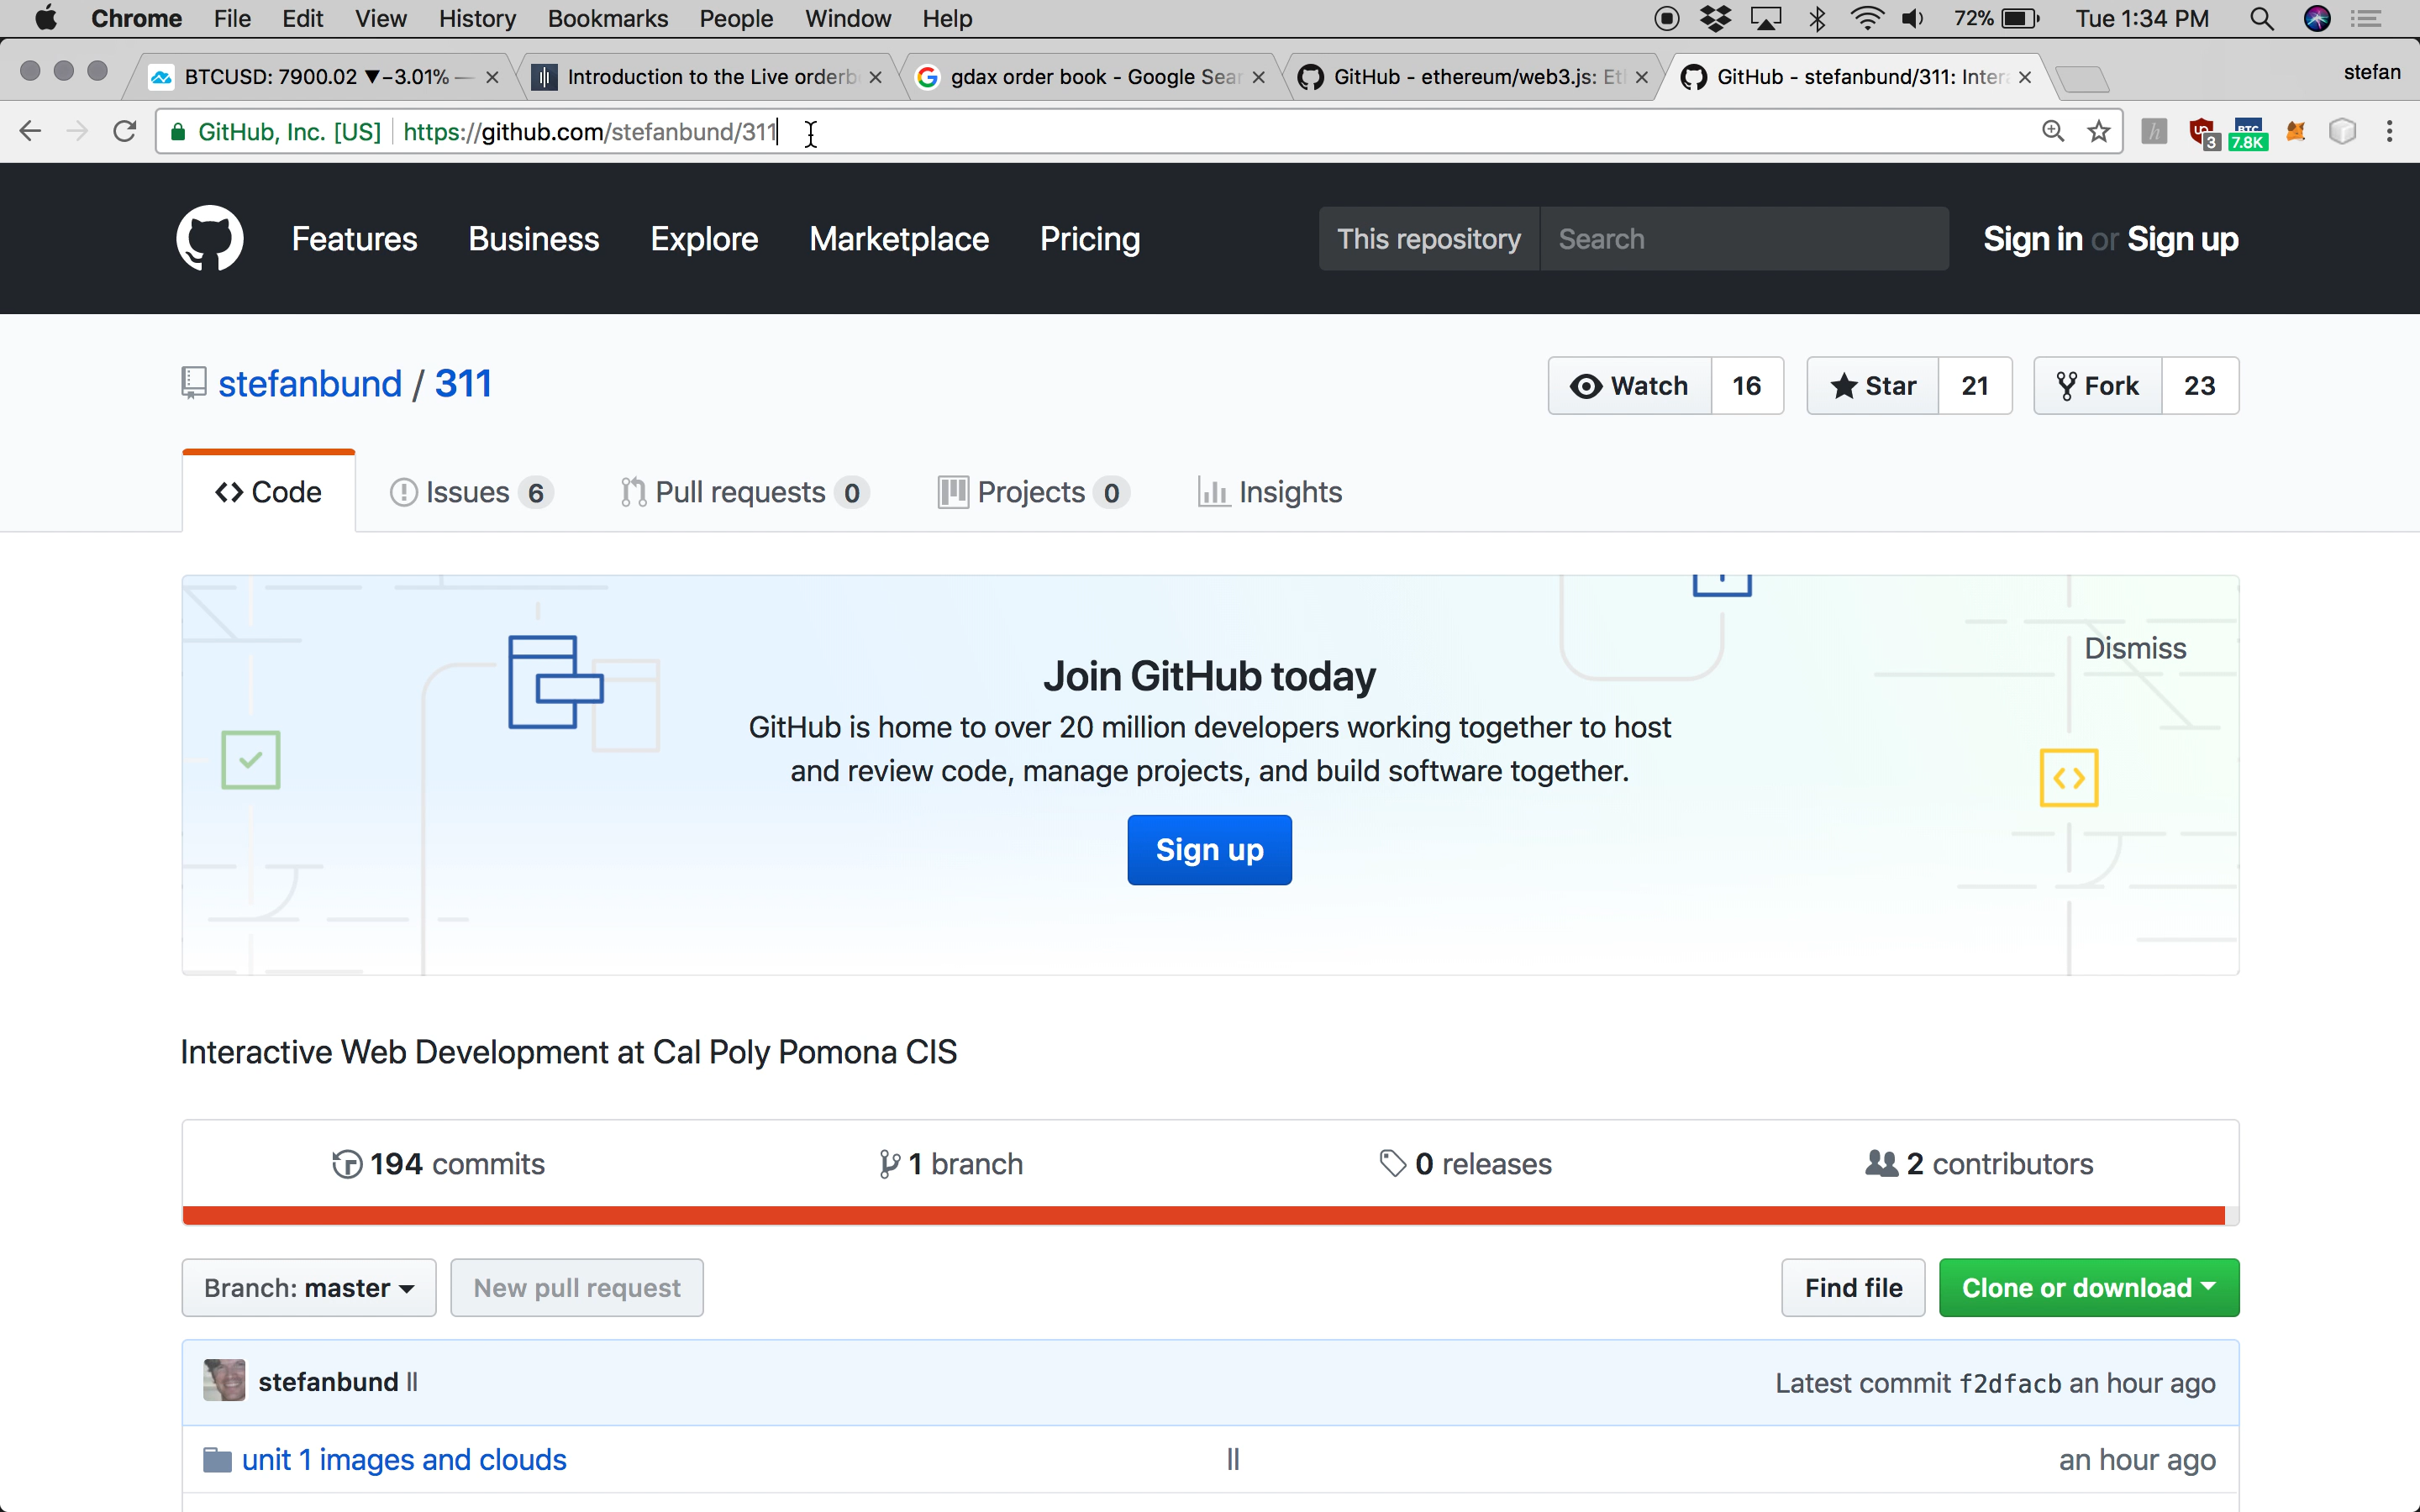 Chrome File Edit View History Bookmarks People Window Help 72% Tue 1:34 PM
BTCUSD: 7900.02 ▼−3.01% — Introduction to the Live orderb gdax order book - Google Sear GitHub - ethereum/web3.js: Et GitHub - stefanbund/311: Inter stefan
GitHub, Inc. [US] https://github.com/stefanbund/311 3 BTC 7.8K
Features Business Explore Marketplace Pricing This repository Search Sign in or Sign up
stefanbund / 311 Watch 16 Star 21 Fork 23
Code Issues 6 Pull requests 0 Projects 0 Insights
Dismiss
Join GitHub today
GitHub is home to over 20 million developers working together to host
and review code, manage projects, and build software together.
Sign up
Interactive Web Development at Cal Poly Pomona CIS
194 commits 1 branch 0 releases 2 contributors
Branch: master New pull request Find file Clone or download
stefanbund ll Latest commit f2dfacb an hour ago
unit 1 images and clouds ll an hour ago